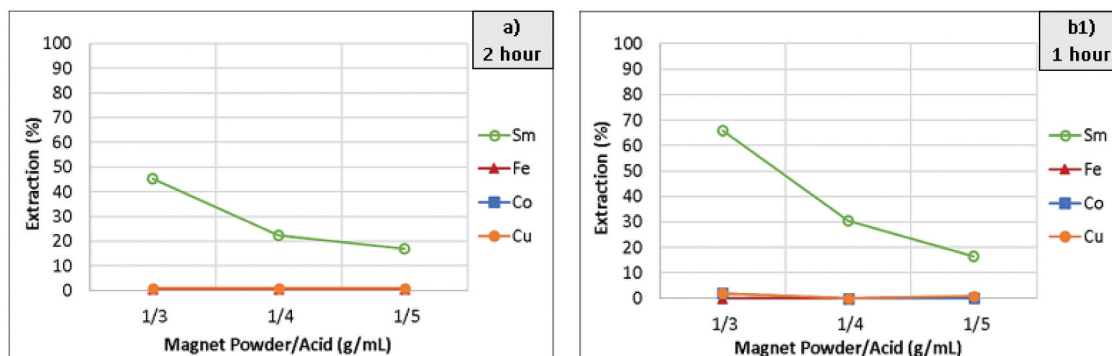 a)
2 hour
100
90
80
70
60
50
40
30
20
10
0
Extraction (%)
1/3 1/4 1/5
Magnet Powder/Acid (g/mL)
Sm
Fe
Co
Cu
b1)
1 hour
100
90
80
70
60
50
40
30
20
10
0
Extraction (%)
1/3 1/4 1/5
Magnet Powder/Acid (g/mL)
Sm
Fe
Co
Cu